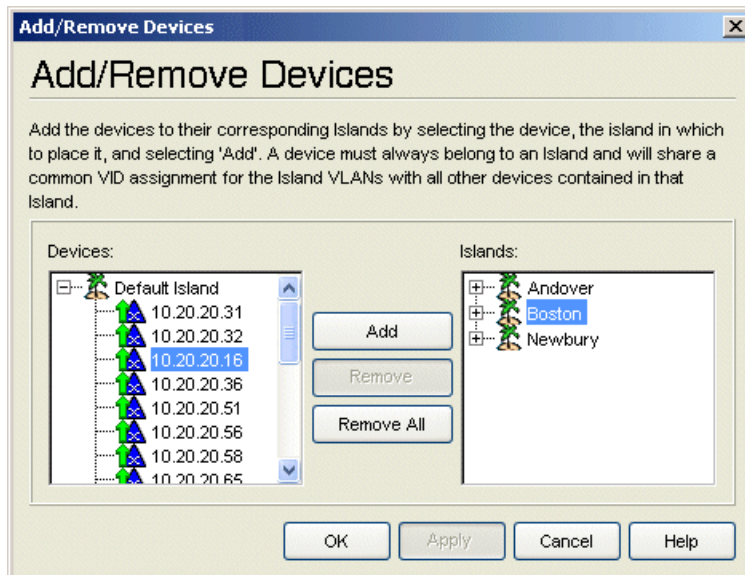 Add/Remove Devices
Add/Remove Devices
Add the devices to their corresponding Islands by selecting the device, the island in which
to place it, and selecting 'Add'. A device must always belong to an Island and will share a
common VID assignment for the Island VLANs with all other devices contained in that
Island.
Devices:
Default Island
10.20.20.31
10.20.20.32
10.20.20.16
10.20.20.36
10.20.20.51
10.20.20.56
10.20.20.58
10.20.20.65
Add
Remove
Remove All
Islands:
Andover
Boston
Newbury
OK
Apply
Cancel
Help